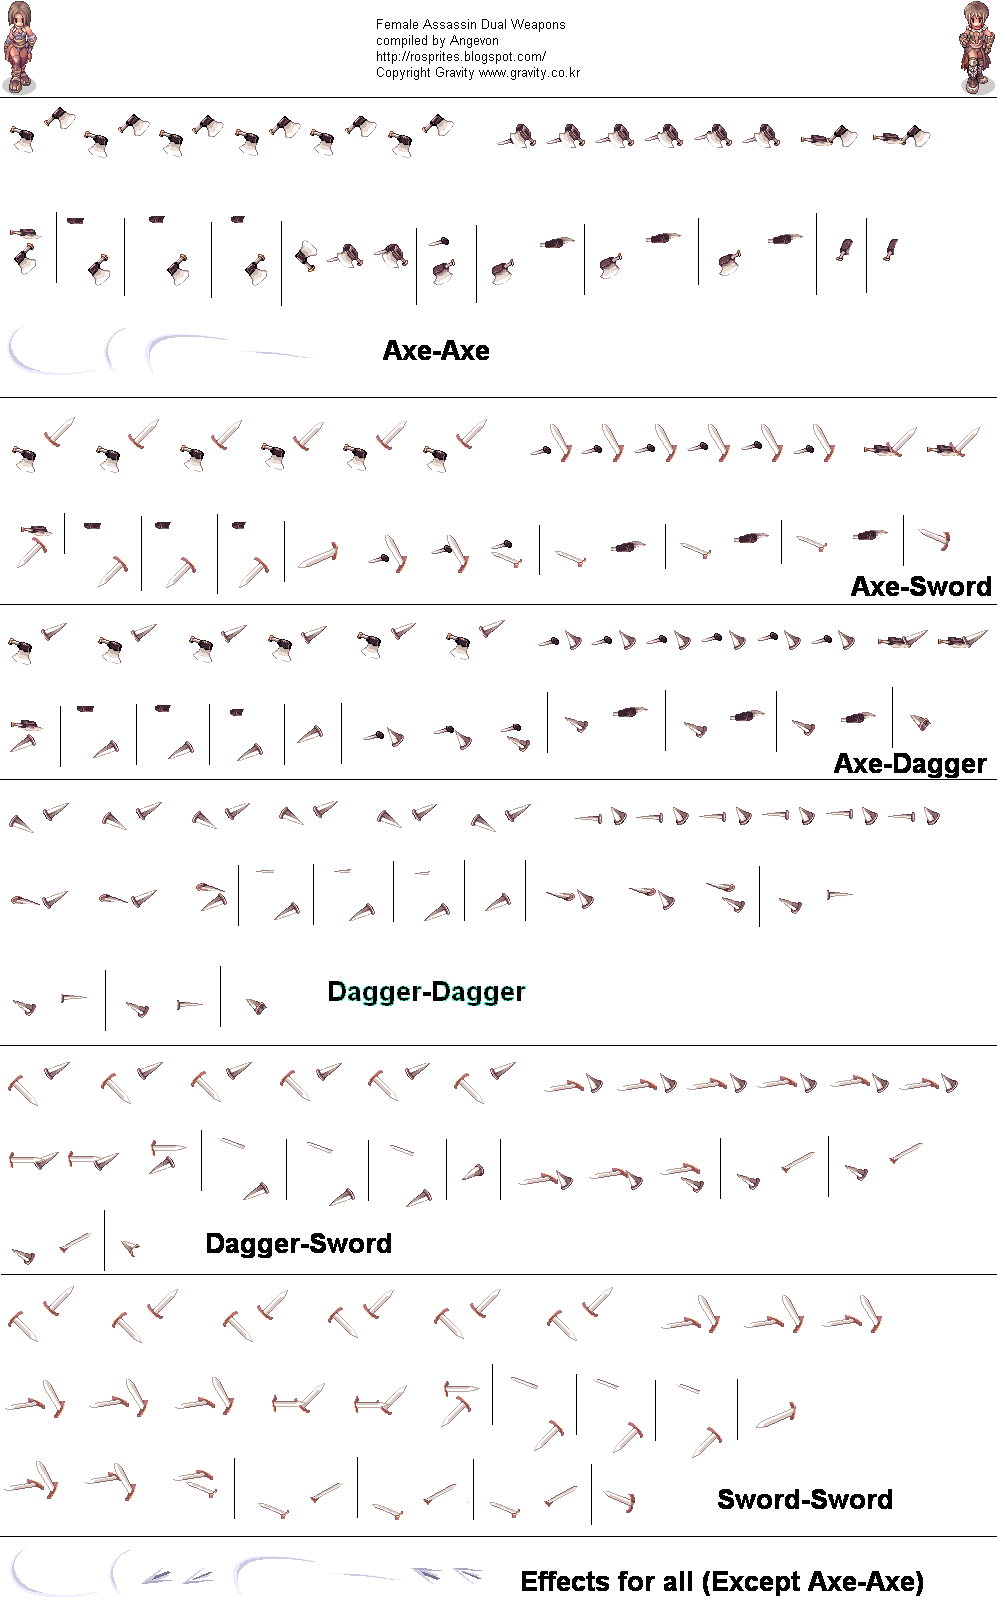 Female Assassin Dual Weapons
compiled by Angevon
http://rosprites.blogspot.com/
Copyright Gravity www.gravity.co.kr
Axe-Axe
Axe-Sword
Axe-Dagger
Dagger-Dagger
Dagger-Sword
Sword-Sword
Effects for all (Except Axe-Axe)